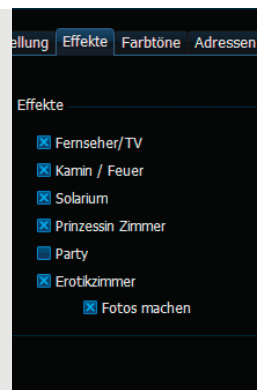 ellung Effekte Farbtöne Adressen
Effekte
Fernseher/TV
Kamin / Feuer
Solarium
Prinzessin Zimmer
Party
Erotikzimmer
Fotos machen